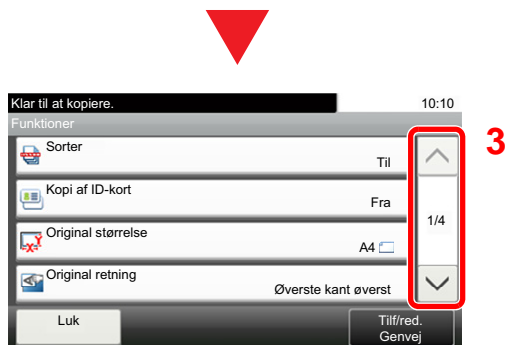 Klar til at kopiere.
10:10
Funktioner
Sorter
Til
Kopi af ID-kort
Fra
1/4
Original størrelse
A4
Original retning
Øverste kant øverst
Luk
Tilf/red.
Genvej
3